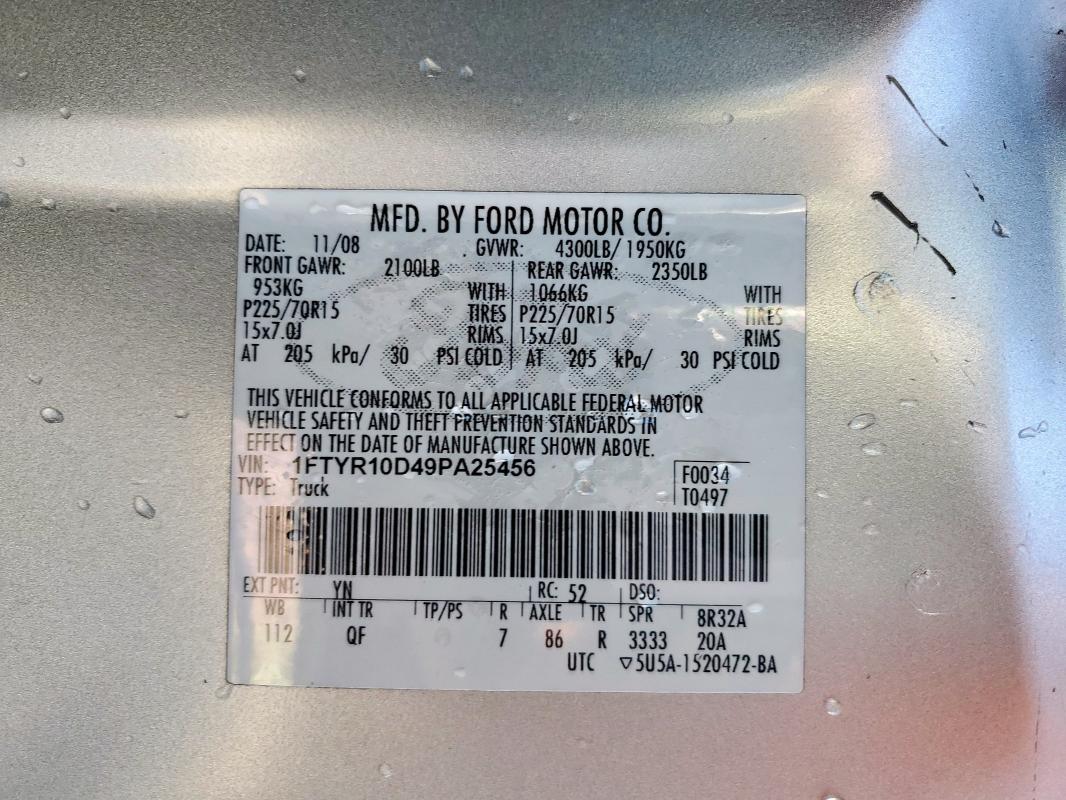 MFD. BY FORD MOTOR CO.
DATE: 11/08 GVWR: 4300LB/ 1950KG
FRONT GAWR: 2100LB REAR GAWR: 2350LB
953KG WITH 1066KG WITH
P225/70R15 TIRES P225/70R15 TIRES
15x7.0J RIMS 15x7.0J RIMS
AT 205 kPa/ 30 PSI COLD AT 205 kPa/ 30 PSI COLD
THIS VEHICLE CONFORMS TO ALL APPLICABLE FEDERAL MOTOR
VEHICLE SAFETY AND THEFT PREVENTION STANDARDS IN
EFFECT ON THE DATE OF MANUFACTURE SHOWN ABOVE.
VIN: 1FTYR10D49PA25456 F0034
TYPE: Truck T0497
EXT PNT: YN RC: 52 DSO:
WB INT TR TP/PS R AXLE TR SPR 8R32A
112 QF 7 86 R 3333 20A
UTC ▽5U5A-1520472-BA